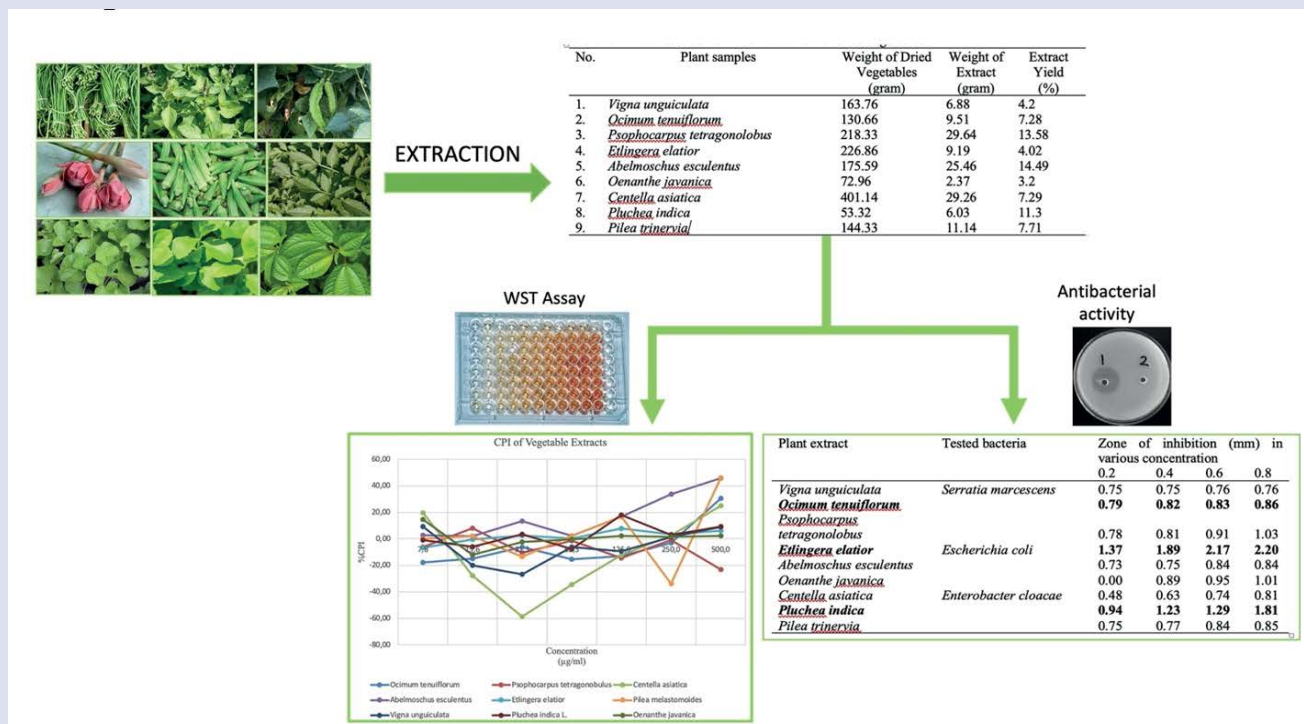 EXTRACTION
No. Plant samples Weight of Dried Weight of Extract
Vegetables Extract Yield
(gram) (gram) (%)
1. Vigna unguiculata 163.76 6.88 4.2
2. Ocimum tenuiflorum 130.66 9.51 7.28
3. Psophocarpus tetragonolobus 218.33 29.64 13.58
4. Etlingera elatior 226.86 9.19 4.02
5. Abelmoschus esculentus 175.59 25.46 14.49
6. Oenanthe javanica 72.96 2.37 3.2
7. Centella asiatica 401.14 29.26 7.29
8. Pluchea indica 53.32 6.03 11.3
9. Pilea trinervia 144.33 11.14 7.71
WST Assay
Antibacterial
activity
1 2
CPI of Vegetable Extracts
60,00
40,00
20,00
0,00
-20,00
-40,00
-60,00
-80,00
%CPI
7,8 250,0 500,0
Concentration
(µg/ml)
Ocimum tenuiflorum Psophocarpus tetragonobulus Centella asiatica
Abelmoschus esculentus Etlingera elatior Pilea melastomoides
Vigna unguiculata Pluchea indica L. Oenanthe javanica
Plant extract Tested bacteria Zone of inhibition (mm) in
various concentration
0.2 0.4 0.6 0.8
Vigna unguiculata Serratia marcescens 0.75 0.75 0.76 0.76
Ocimum tenuiflorum 0.79 0.82 0.83 0.86
Psophocarpus
tetragonolobus 0.78 0.81 0.91 1.03
Etlingera elatior Escherichia coli 1.37 1.89 2.17 2.20
Abelmoschus esculentus 0.73 0.75 0.84 0.84
Oenanthe javanica 0.00 0.89 0.95 1.01
Centella asiatica Enterobacter cloacae 0.48 0.63 0.74 0.81
Pluchea indica 0.94 1.23 1.29 1.81
Pilea trinervia 0.75 0.77 0.84 0.85